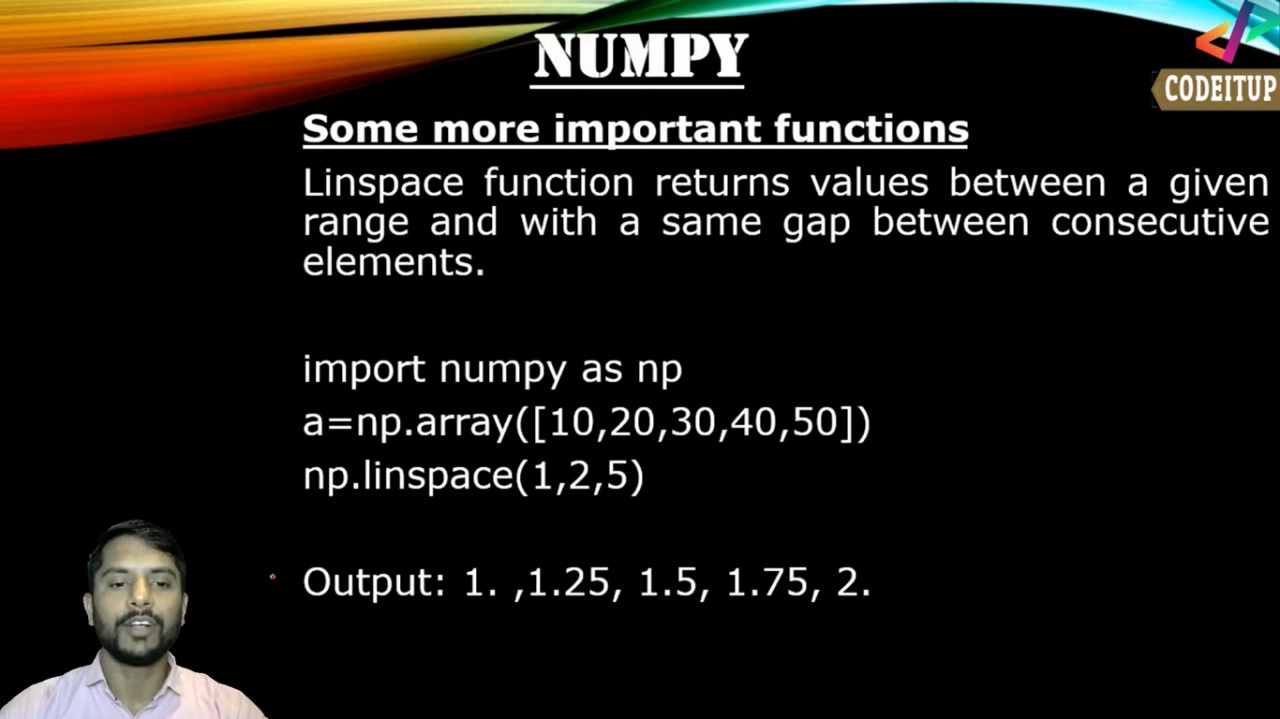 NUMPY
CODEITUP
Some more important functions
Linspace function returns values between a given
range and with a same gap between consecutive
elements.
import numpy as np
a=np.array([10,20,30,40,50])
np.linspace(1,2,5)
Output: 1. ,1.25, 1.5, 1.75, 2.